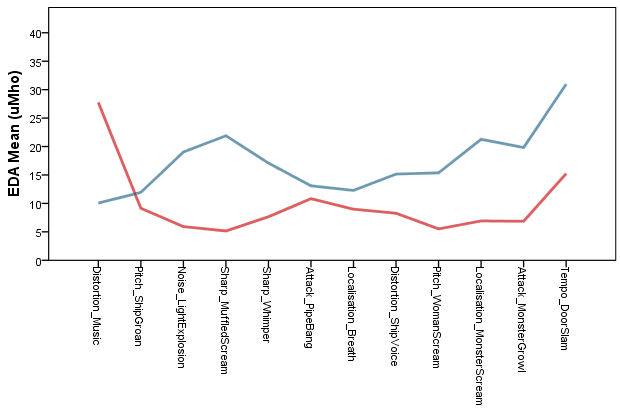 EDA Mean (uMho)
40
35
30
25
20
15
10
5
0
Distortion_Music
Pitch_ShipGroan
Noise_LightExplosion
Sharp_MuffledScream
Sharp_Whimper
Attack_PipeBang
Localisation_Breath
Distortion_ShipVoice
Pitch_WomanScream
Localisation_MonsterScream
Attack_MonsterGrowl
Tempo_DoorSlam